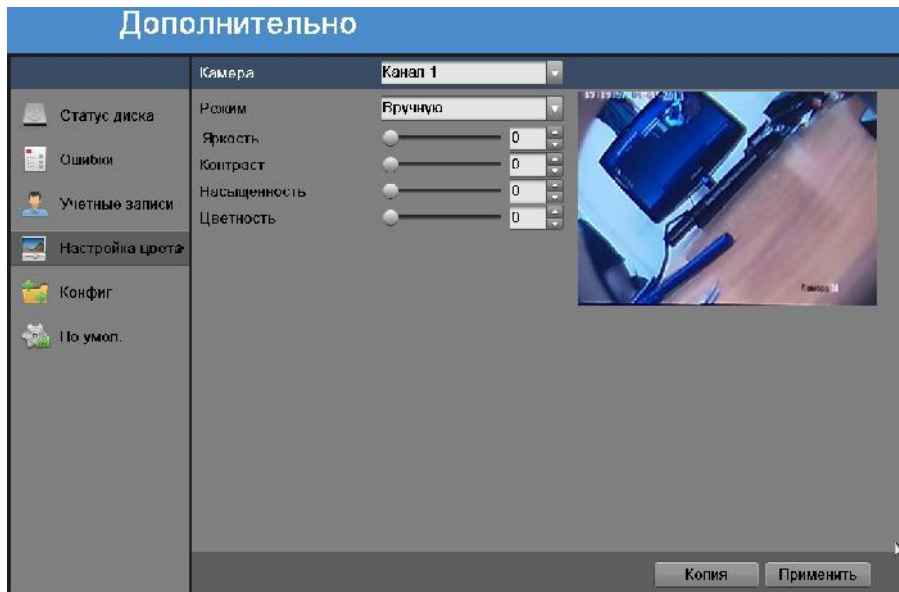 Дополнительно
Камера
Канал 1
Статус диска
Ошибки
Учетные записи
Настройка цвета
Конфиг
По умол.
Режим
Вручную
Яркость
0
Контраст
0
Насыщенность
0
Цветность
0
Копия
Применить